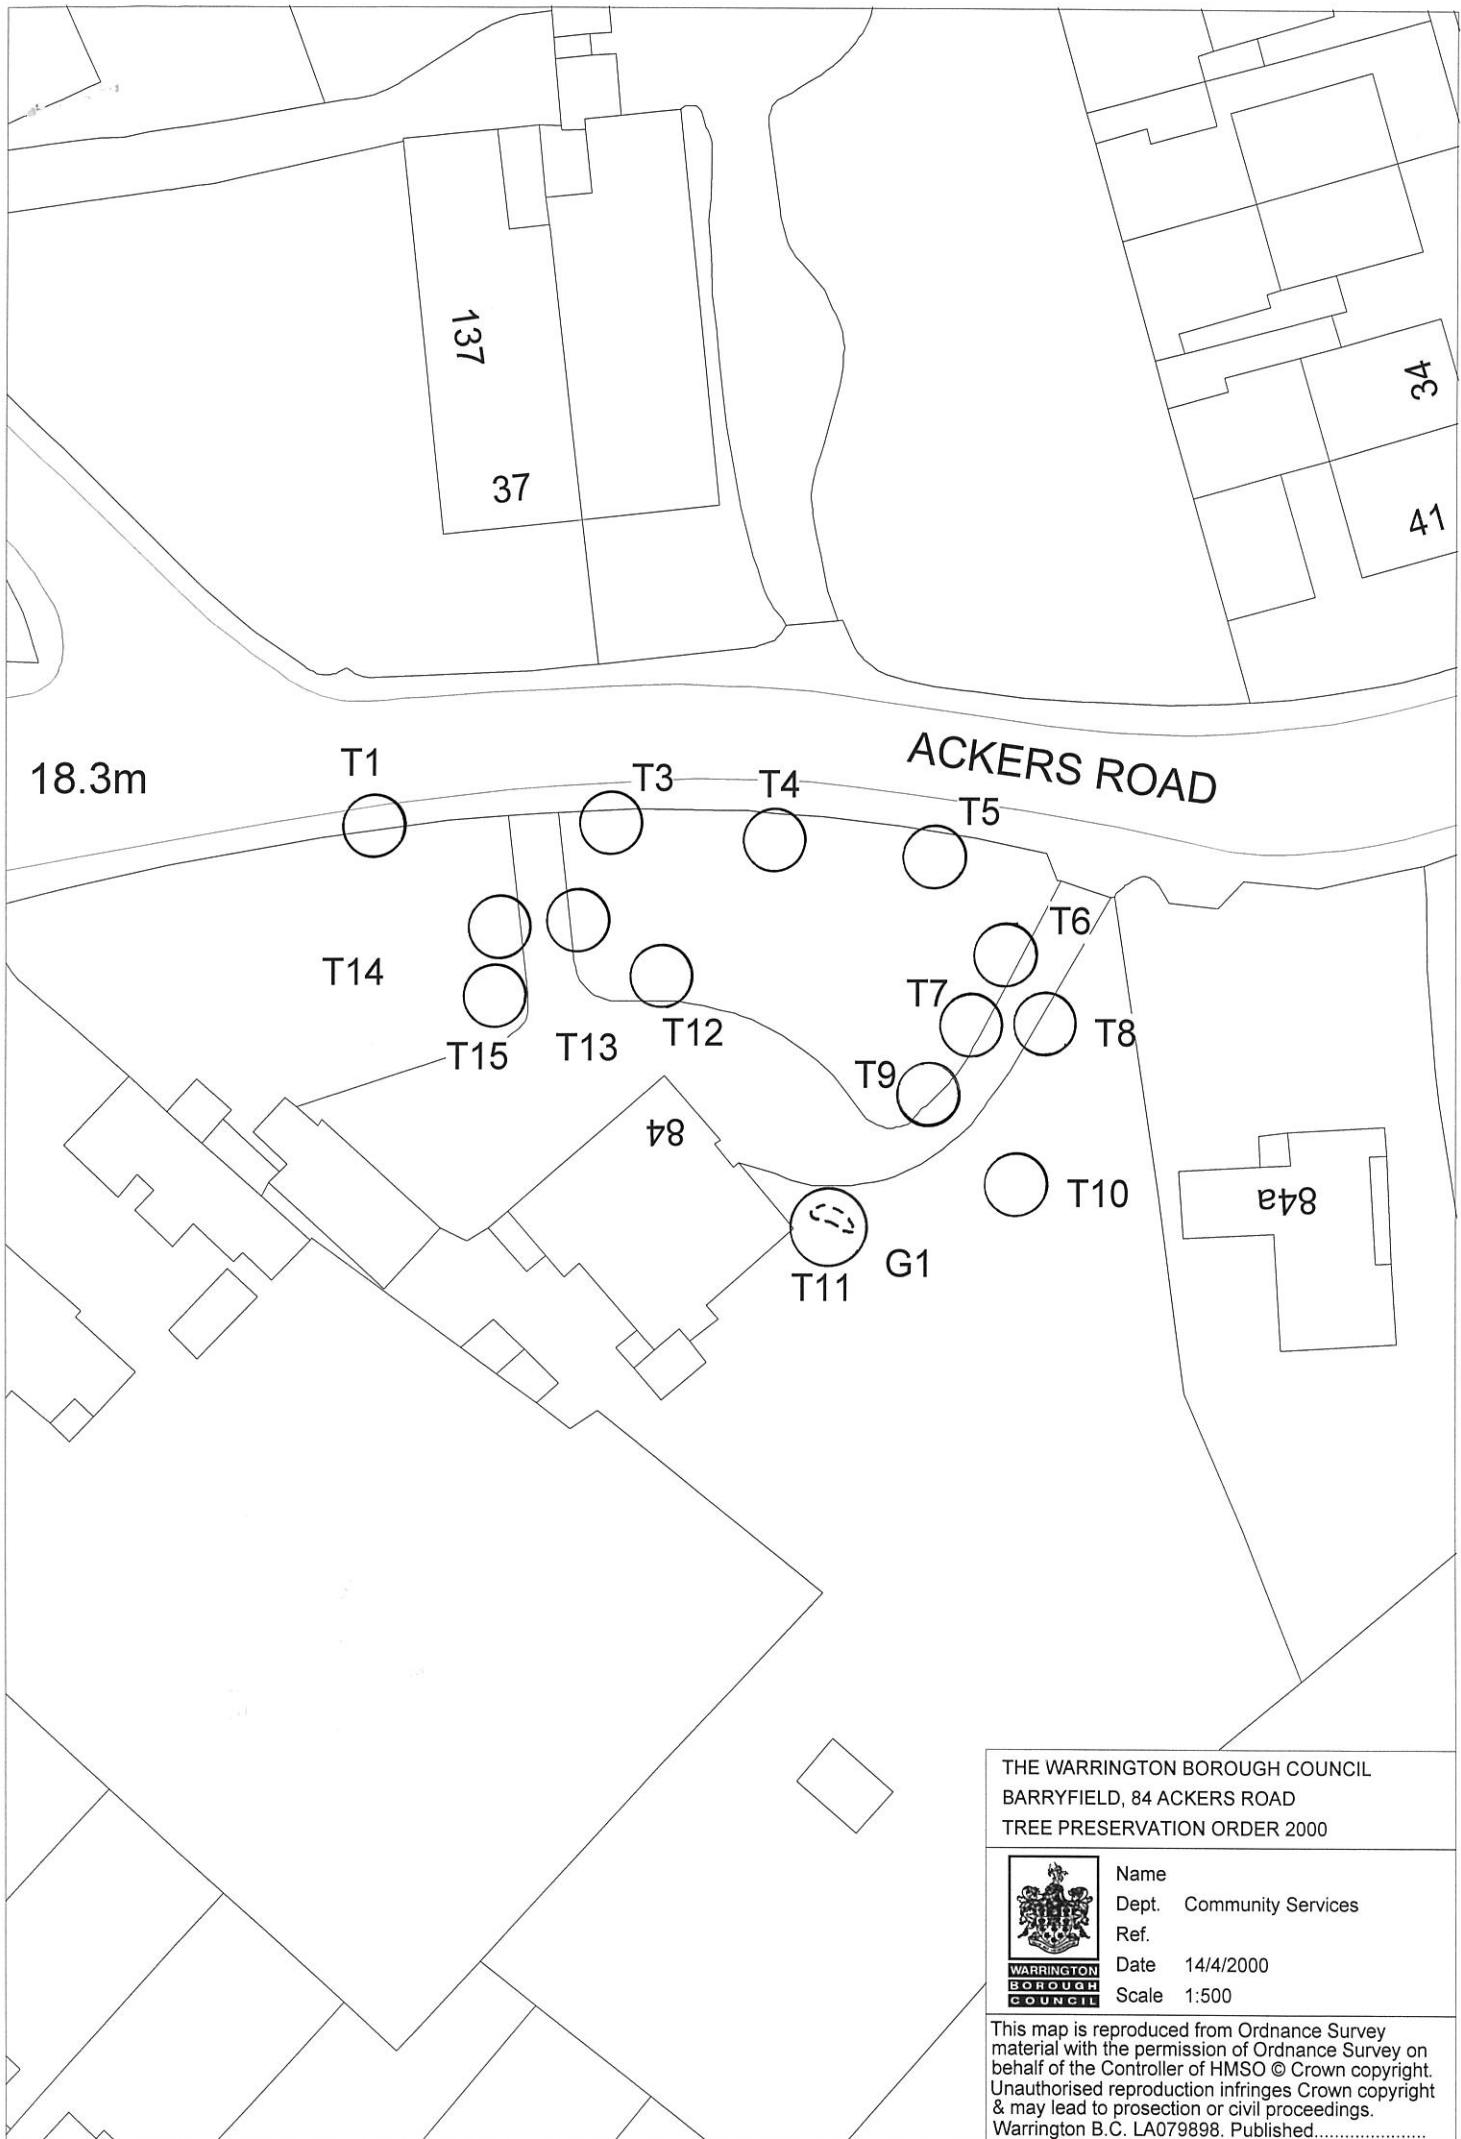 137
37
34
41
ACKERS ROAD
18.3m
T1
T3
T4
T5
T6
T14
T7
T8
T12
T13
T15
T9
84
T10
84a
G1
T11
THE WARRINGTON BOROUGH COUNCIL
BARRYFIELD, 84 ACKERS ROAD
TREE PRESERVATION ORDER 2000
Name
Dept. Community Services
Ref.
Date 14/4/2000
Scale 1:500
WARRINGTON
BOROUGH
COUNCIL
This map is reproduced from Ordnance Survey
material with the permission of Ordnance Survey on
behalf of the Controller of HMSO © Crown copyright.
Unauthorised reproduction infringes Crown copyright
& may lead to prosection or civil proceedings.
Warrington B.C. LA079898. Published......................